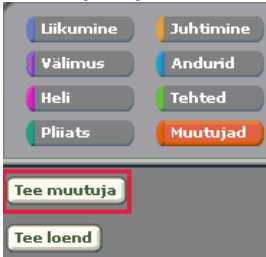 Liikumine Juhtimine
Välimus Andurid
Heli Tehted
Pliiats Muutujad
Tee muutuja
Tee loend